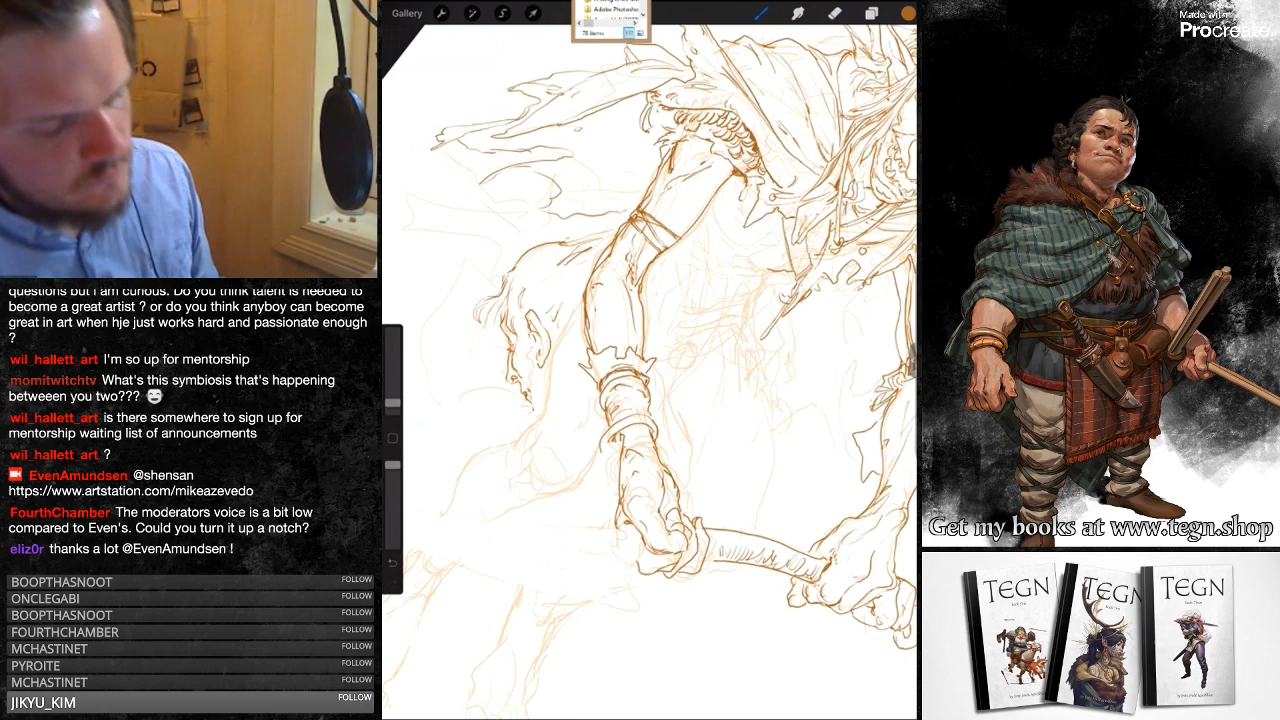 Gallery
Adobe Photosho
78 items
Made with
Procreate
questions but i am curious. Do you think talent is needed to
become a great artist ? or do you think anyboy can become
great in art when hje just works hard and passionate enough
?
wil_hallett_art I'm so up for mentorship
momitwitchtv What's this symbiosis that's happening
betweeen you two???
wil_hallett_art is there somewhere to sign up for
mentorship waiting list of announcements
wil_hallett_art ?
EvenAmundsen @shensan
https://www.artstation.com/mikeazevedo
FourthChamber The moderators voice is a bit low
compared to Even's. Could you turn it up a notch?
eliz0r thanks a lot @EvenAmundsen !
BOOPTHASNOOT FOLLOW
ONCLEGABI FOLLOW
BOOPTHASNOOT FOLLOW
FOURTHCHAMBER FOLLOW
MCHASTINET FOLLOW
PYROITE FOLLOW
MCHASTINET FOLLOW
JIKYU_KIM FOLLOW
Get my books at www.tegn.shop
TEGN
Book One
TEGN
TEGN